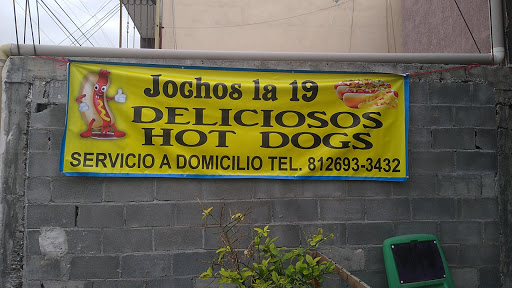 Jochos la 19
DELICIOSOS
HOT DOGS
SERVICIO A DOMICILIO TEL. 812693-3432